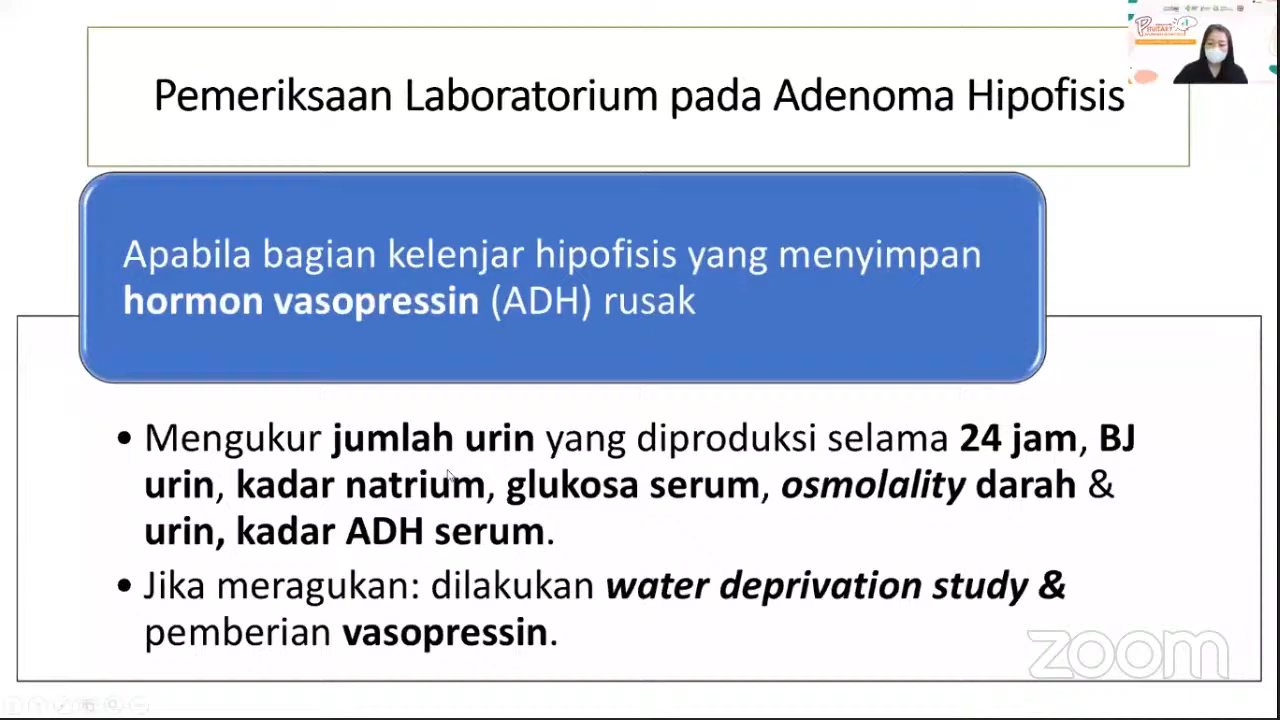 Pemeriksaan Laboratorium pada Adenoma Hipofisis
Apabila bagian kelenjar hipofisis yang menyimpan
hormon vasopressin (ADH) rusak
• Mengukur jumlah urin yang diproduksi selama 24 jam, BJ
urin, kadar natrium, glukosa serum, osmolality darah &
urin, kadar ADH serum.
• Jika meragukan: dilakukan water deprivation study &
pemberian vasopressin.
zoom